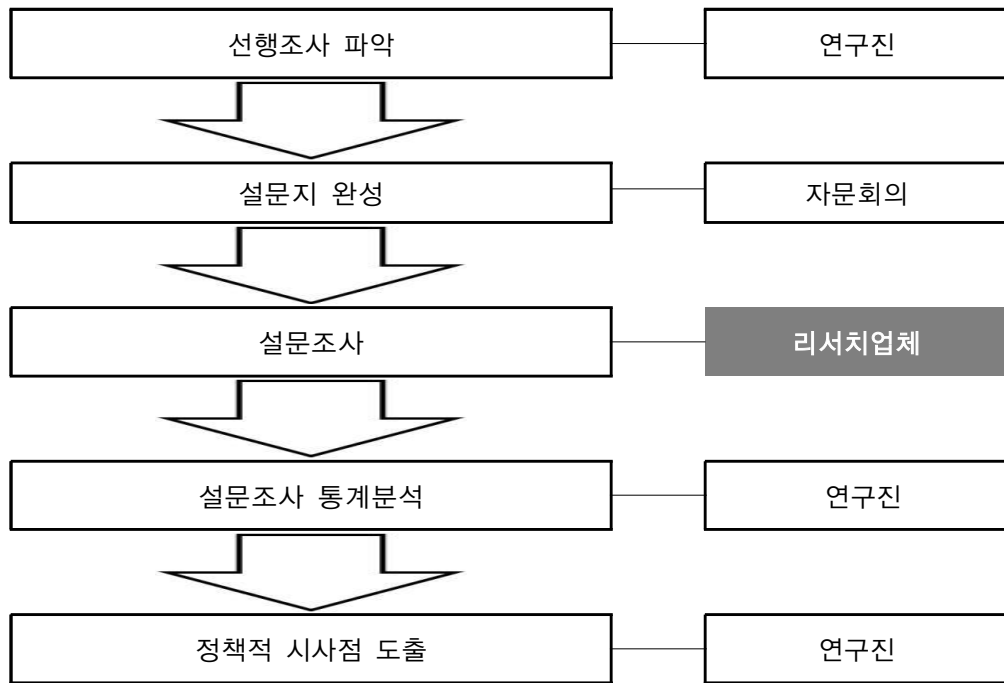 선행조사 파악
연구진
설문지 완성
자문회의
설문조사
리서치업체
설문조사 통계분석
연구진
정책적 시사점 도출
연구진